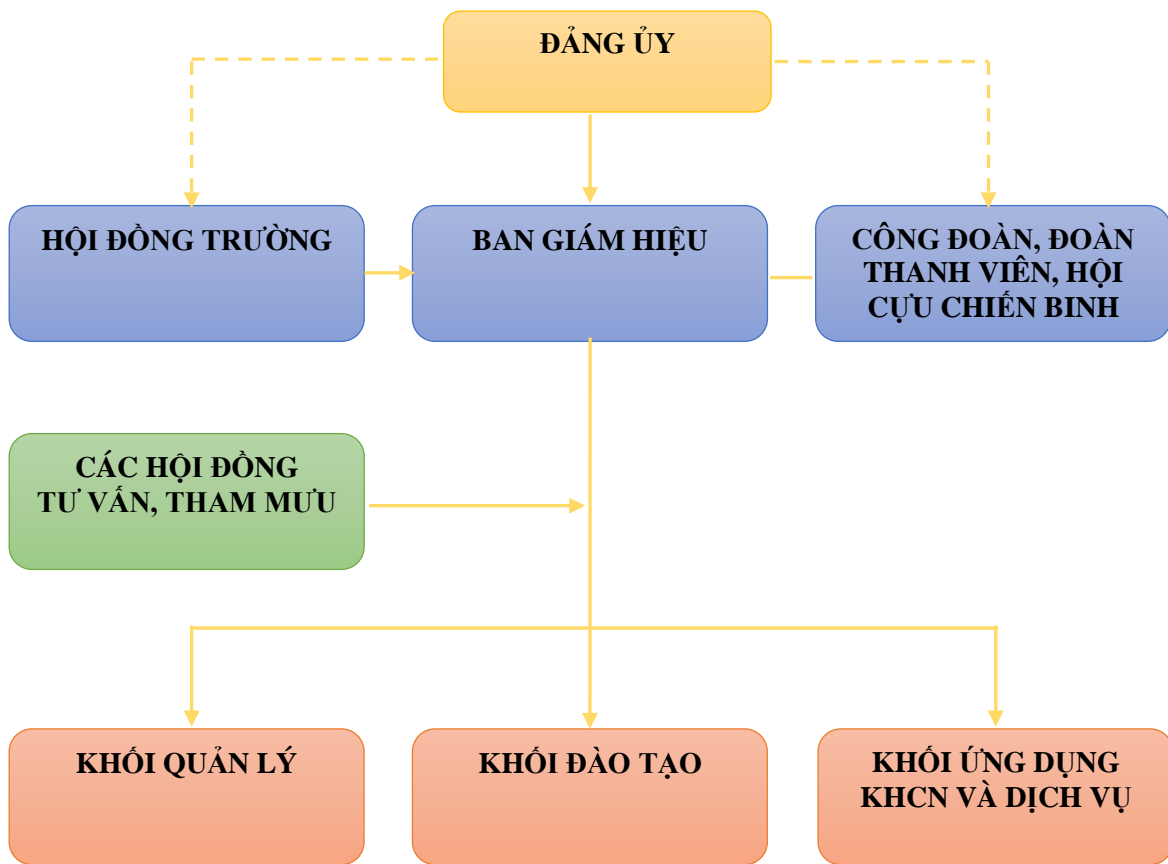 ĐẢNG ỦY
HỘI ĐỒNG TRƯỜNG
BAN GIÁM HIỆU
CÔNG ĐOÀN, ĐOÀN
THANH VIÊN, HỘI
CỰU CHIẾN BINH
CÁC HỘI ĐỒNG
TƯ VẤN, THAM MƯU
KHỐI QUẢN LÝ
KHỐI ĐÀO TẠO
KHỐI ỨNG DỤNG
KHCN VÀ DỊCH VỤ